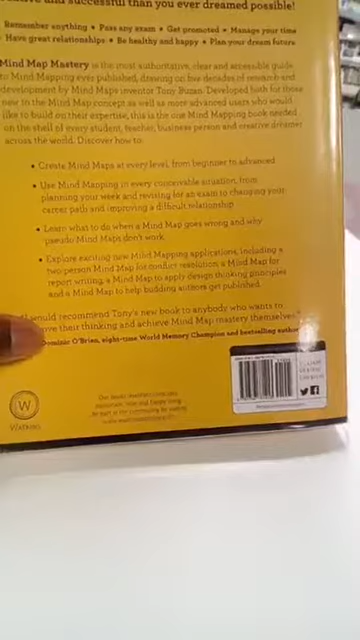 and successful than you ever dreamed possible!
Remember anything • Pass any exam • Get promoted • Manage your time
• Have great relationships • Be healthy and happy • Plan your dream future
Mind Map Mastery is the most authoritative, clear and accessible guide
to Mind Mapping ever published, drawing on his decades of research and
development by Mind Maps inventor Tony Buzan. Developed both for those
new to the Mind Map concept as well as more advanced users who would
like to build on their expertise, this is the one Mind Mapping book needed
on the shelf of every student, teacher, business person and creative dreamer
across the world. Discover how to:
• Create Mind Maps at every level, from beginner to advanced
• Use Mind Mapping in every conceivable situation, from
planning your week and revising for an exam to changing your
career path and improving a difficult relationship
• Learn what to do when a Mind Map goes wrong and why
pseudo Mind Maps don't work
• Explore exciting new Mind Mapping applications, including a
two-person Mind Map for conflict resolution, a Mind Map for
report writing, a Mind Map to apply design thinking principles
and a Mind Map to help budding authors get published.
would recommend Tony's new book to anybody who wants to
their thinking and achieve Mind Map mastery themselves."
Dominic O'Brien, eight-time World Memory Champion and bestselling author
W
WATKINS